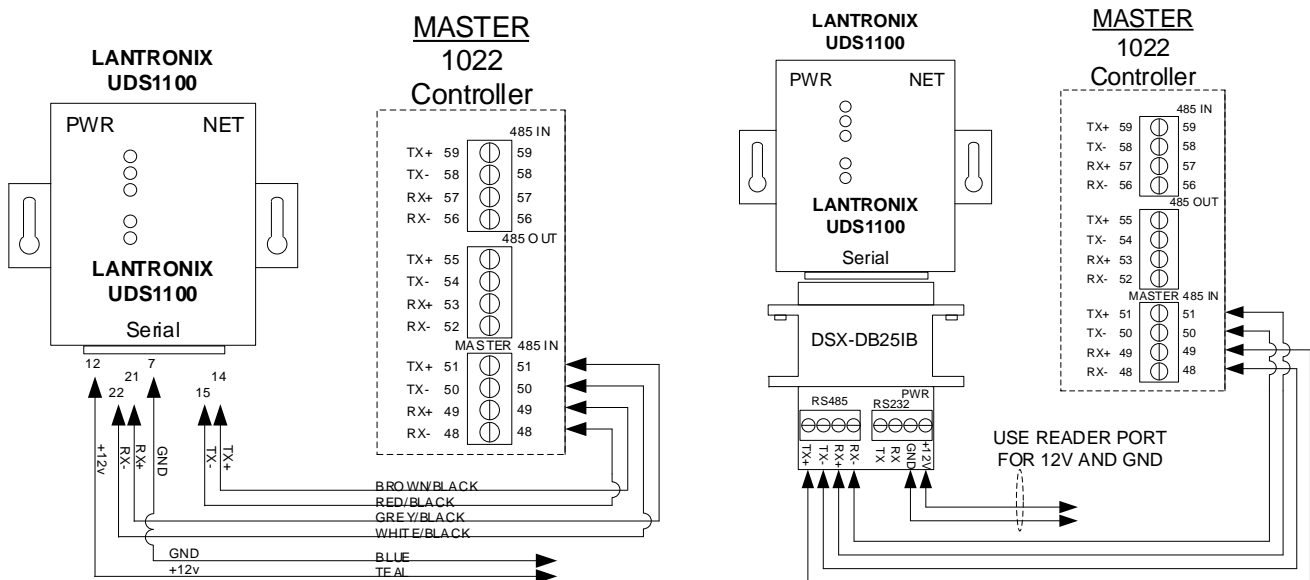 LANTRONIX
UDS1100
PWR NET
LANTRONIX
UDS1100
Serial
12 21 7 14
22 15
+12v
RX-
RX+
GND
TX-
TX+
MASTER
1022
Controller
485 IN
TX+ 59 59
TX- 58 58
RX+ 57 57
RX- 56 56
485 OUT
TX+ 55
TX- 54
RX+ 53
RX- 52
MASTER 485 IN
TX+ 51 51
TX- 50 50
RX+ 49 49
RX- 48 48
BROWN/BLACK
RED/BLACK
GREY/BLACK
WHITE/BLACK
GND BLUE
+12v TEAL
LANTRONIX
UDS1100
PWR NET
LANTRONIX
UDS1100
Serial
DSX-DB25IB
PWR
RS485 RS232
TX+
TX-
RX+
RX-
TX
RX
GND
+12V
USE READER PORT
FOR 12V AND GND
MASTER
1022
Controller
485 IN
TX+ 59 59
TX- 58 58
RX+ 57 57
RX- 56 56
485 OUT
TX+ 55
TX- 54
RX+ 53
RX- 52
MASTER 485 IN
TX+ 51 51
TX- 50 50
RX+ 49 49
RX- 48 48